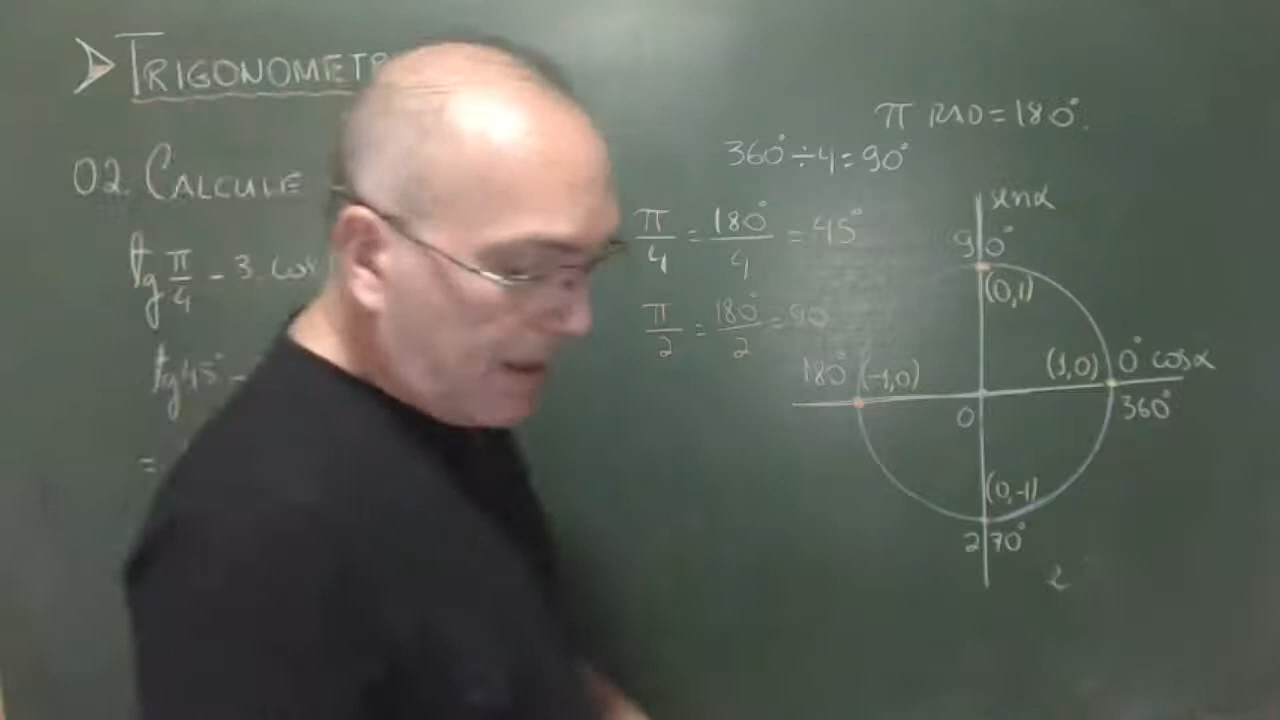 TRIGONOMETR
π RAD = 180°.
360° ÷ 4 = 90°
02. CALCULE
tg π/4 - 3. cos
π/4 = 180°/4 = 45°
π/2 = 180°/2 = 90
tg 45° -
=
sen α
90°
(0,1)
180° (-1,0)
(1,0) 0° cos α
0
360°
(0,-1)
270°